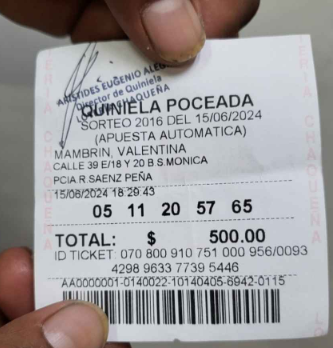 ARISTIDES EUGENIO
Director de Quiniela
CHAQUEÑA
QUINIELA POCEADA
SORTEO 2016 DEL 15/06/2024
(APUESTA AUTOMATICA)
MAMBRIN, VALENTINA
CALLE 39 E/18 Y 20 B S.MONICA
PCIA.R.SAENZ PEÑA
15/06/2024 18:29:43
05 11 20 57 65
TOTAL: $ 500.00
ID TICKET: 070 800 910 751 000 956/0093
4298 9633 7739 5446
AA0000001-0140022-10140405-6942-0115